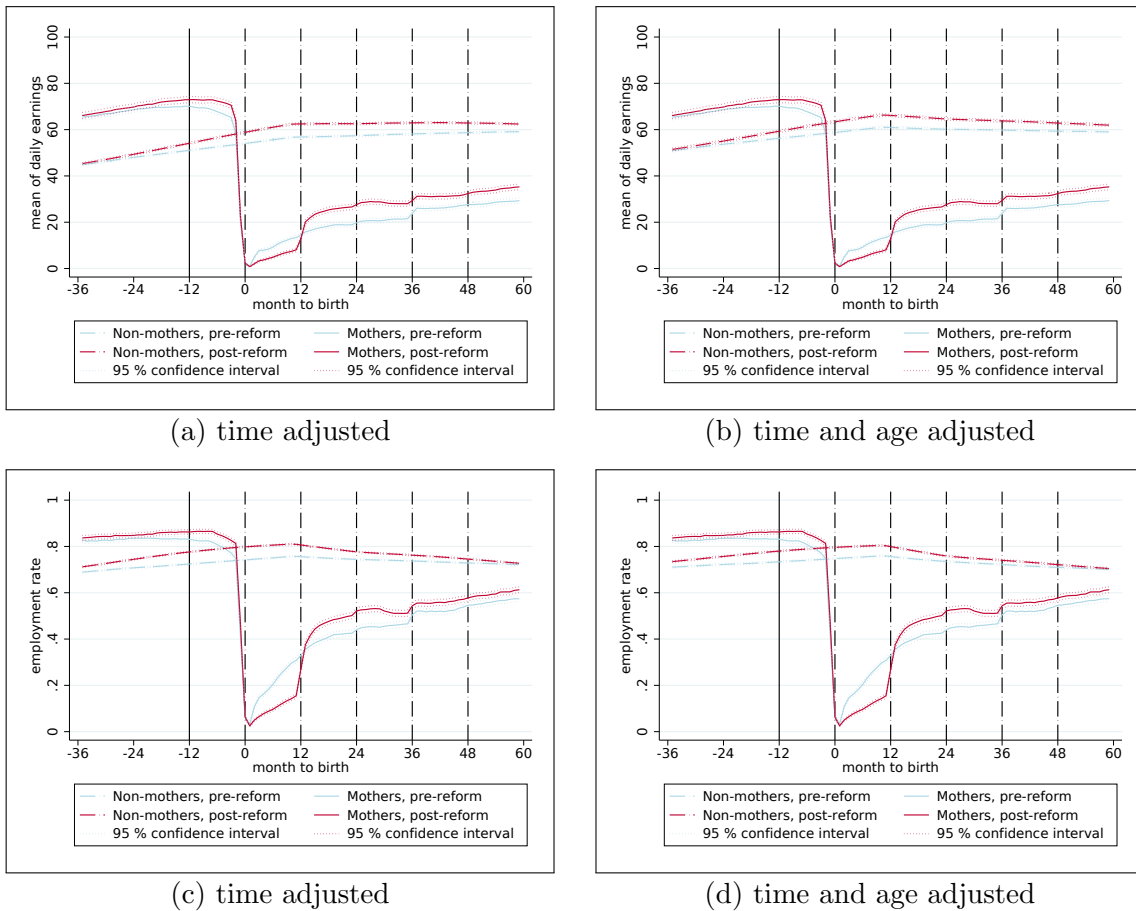 mean of daily earnings
100
80
60
40
20
0
-36 -24 -12 0 12 24 36 48 60
month to birth
Non-mothers, pre-reform Mothers, pre-reform
Non-mothers, post-reform Mothers, post-reform
95 % confidence interval 95 % confidence interval
(a) time adjusted
mean of daily earnings
100
80
60
40
20
0
-36 -24 -12 0 12 24 36 48 60
month to birth
Non-mothers, pre-reform Mothers, pre-reform
Non-mothers, post-reform Mothers, post-reform
95 % confidence interval 95 % confidence interval
(b) time and age adjusted
employment rate
1
.8
.6
.4
.2
0
-36 -24 -12 0 12 24 36 48 60
month to birth
Non-mothers, pre-reform Mothers, pre-reform
Non-mothers, post-reform Mothers, post-reform
95 % confidence interval 95 % confidence interval
(c) time adjusted
employment rate
1
.8
.6
.4
.2
0
-36 -24 -12 0 12 24 36 48 60
month to birth
Non-mothers, pre-reform Mothers, pre-reform
Non-mothers, post-reform Mothers, post-reform
95 % confidence interval 95 % confidence interval
(d) time and age adjusted